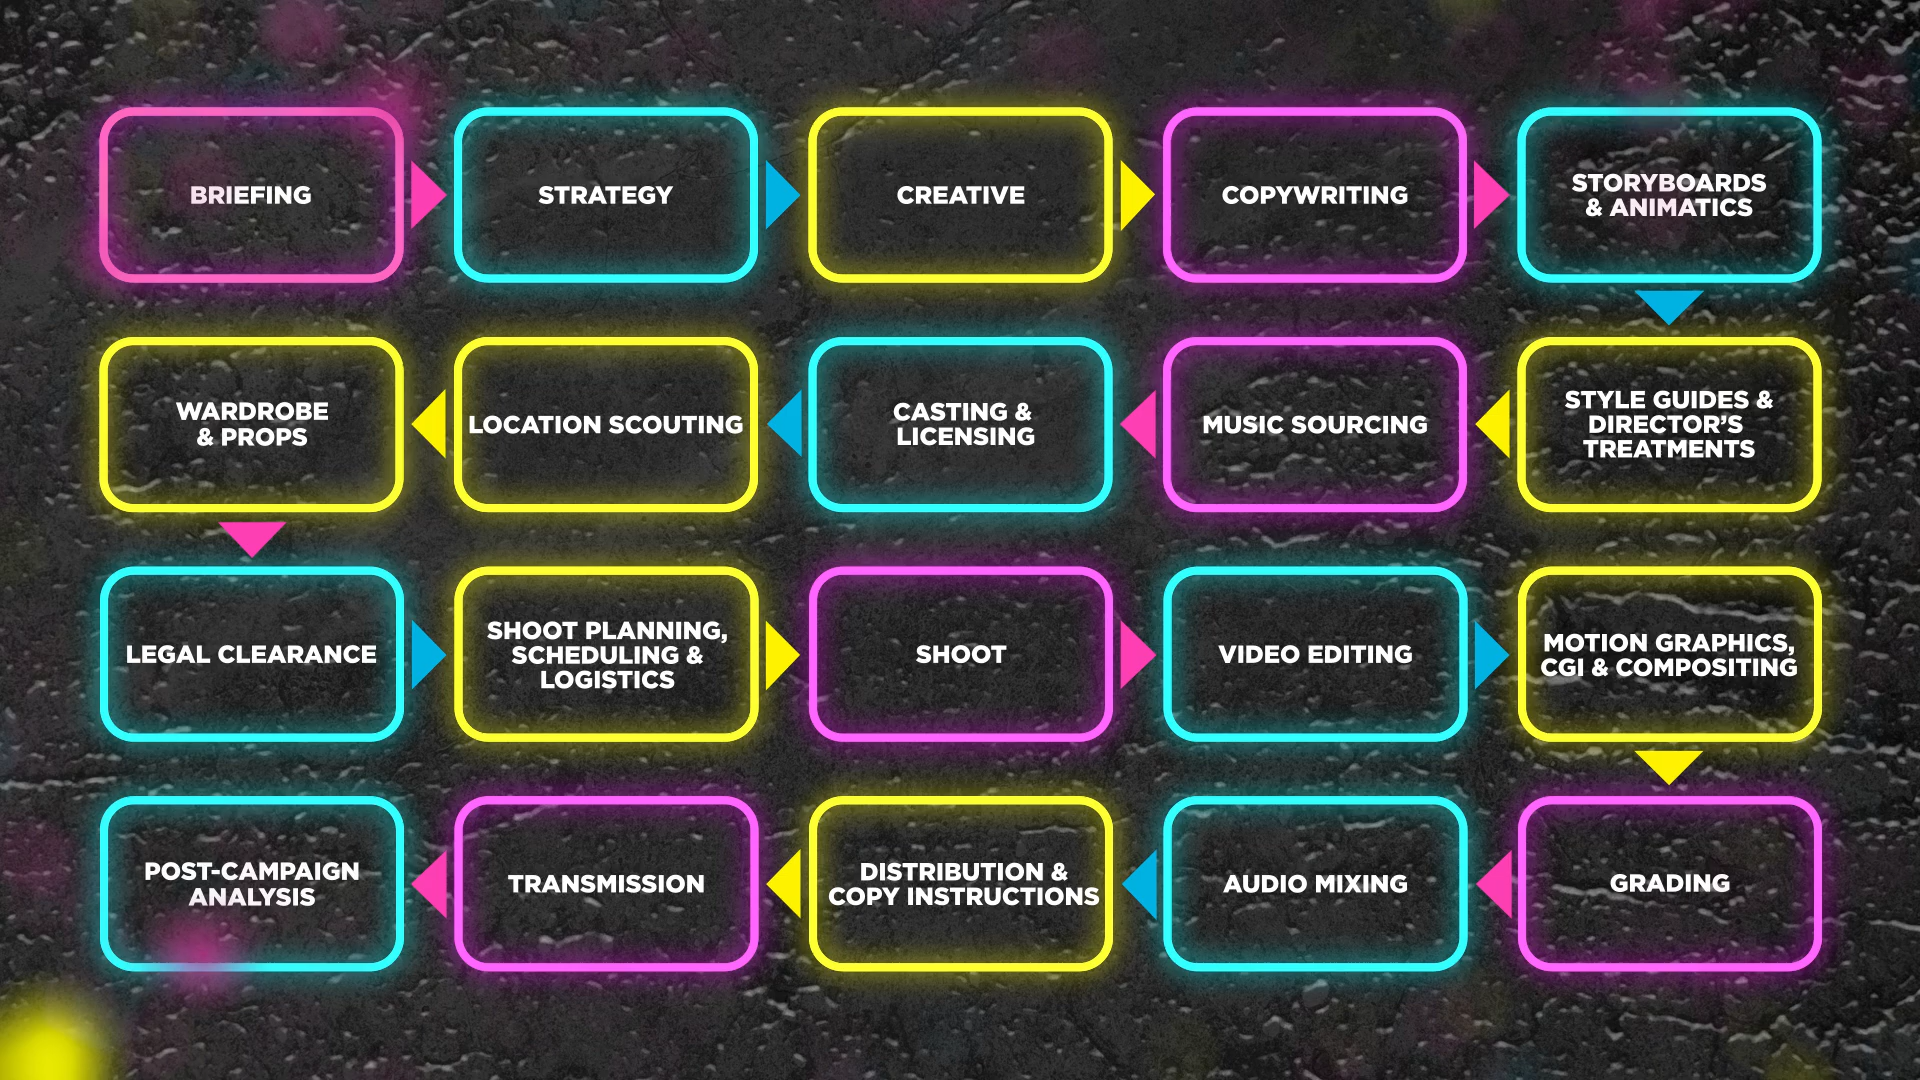 BRIEFING
STRATEGY
CREATIVE
COPYWRITING
STORYBOARDS
& ANIMATICS
STYLE GUIDES &
DIRECTOR'S
TREATMENTS
MUSIC SOURCING
CASTING &
LICENSING
LOCATION SCOUTING
WARDROBE
& PROPS
LEGAL CLEARANCE
SHOOT PLANNING,
SCHEDULING &
LOGISTICS
SHOOT
VIDEO EDITING
MOTION GRAPHICS,
CGI & COMPOSITING
GRADING
AUDIO MIXING
DISTRIBUTION &
COPY INSTRUCTIONS
TRANSMISSION
POST-CAMPAIGN
ANALYSIS